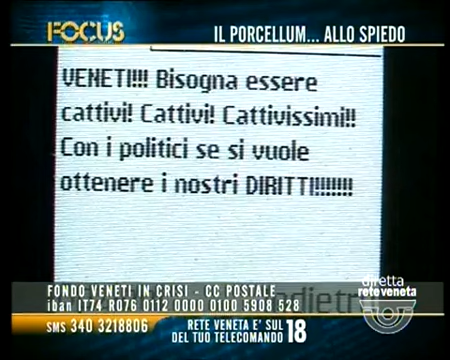 FOCUS
IL PORCELLUM... ALLO SPIEDO
VENETI!!! Bisogna essere
cattivi! Cattivi! Cattivissimi!!
Con i politici se si vuole
ottenere i nostri DIRITTI!!!!!!!!
FONDO VENETI IN CRISI - CC POSTALE
iban IT74 R076 0112 0000 0100 5908 528
indietro
diretta
reteveneta
SMS 340 3218806
RETE VENETA E' SUL
DEL TUO TELECOMANDO 18